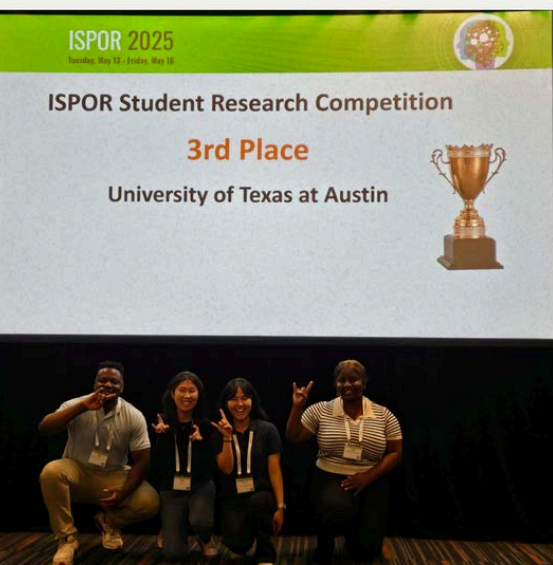 ISPOR 2025
Tuesday, May 13 - Friday, May 16
ISPOR Student Research Competition
3rd Place
University of Texas at Austin